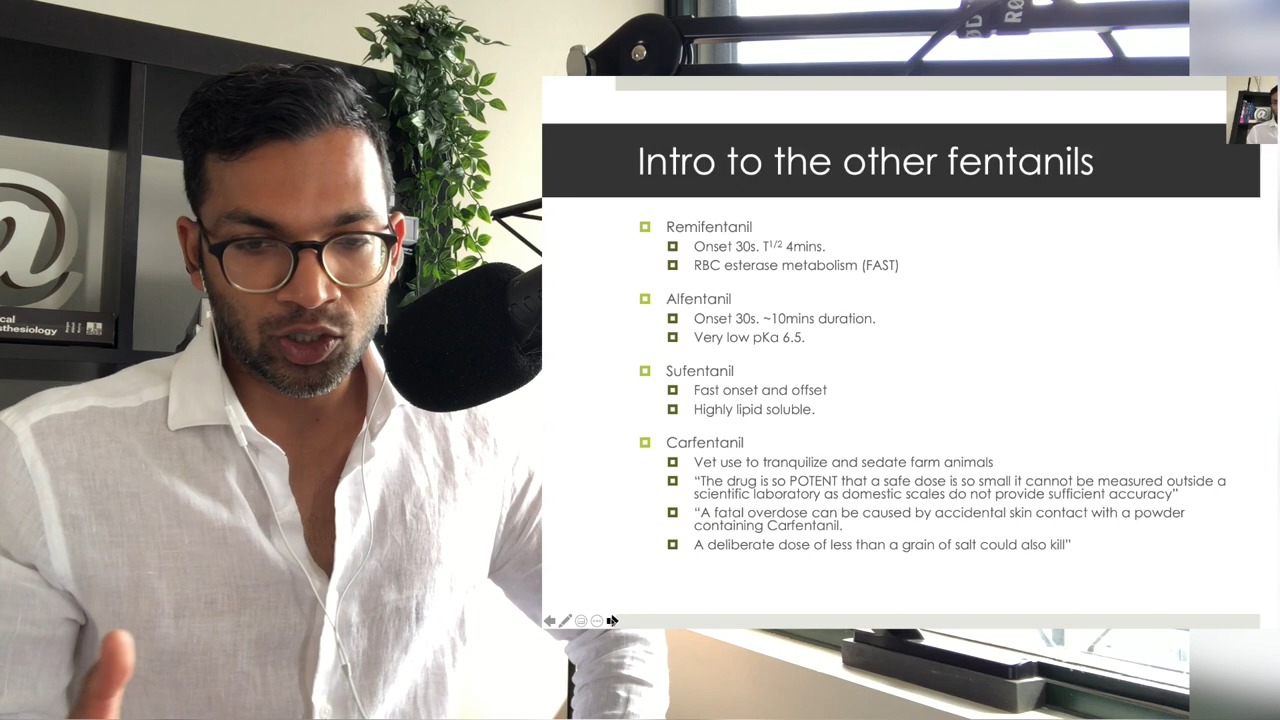 Intro to the other fentanils
Remifentanil
Onset 30s. T1/2 4mins.
RBC esterase metabolism (FAST)
Alfentanil
Onset 30s. ~10mins duration.
Very low pKa 6.5.
Sufentanil
Fast onset and offset
Highly lipid soluble.
Carfentanil
Vet use to tranquilize and sedate farm animals
“The drug is so POTENT that a safe dose is so small it cannot be measured outside a
scientific laboratory as domestic scales do not provide sufficient accuracy”
“A fatal overdose can be caused by accidental skin contact with a powder
containing Carfentanil.
A deliberate dose of less than a grain of salt could also kill”
@
cal
sthesiology